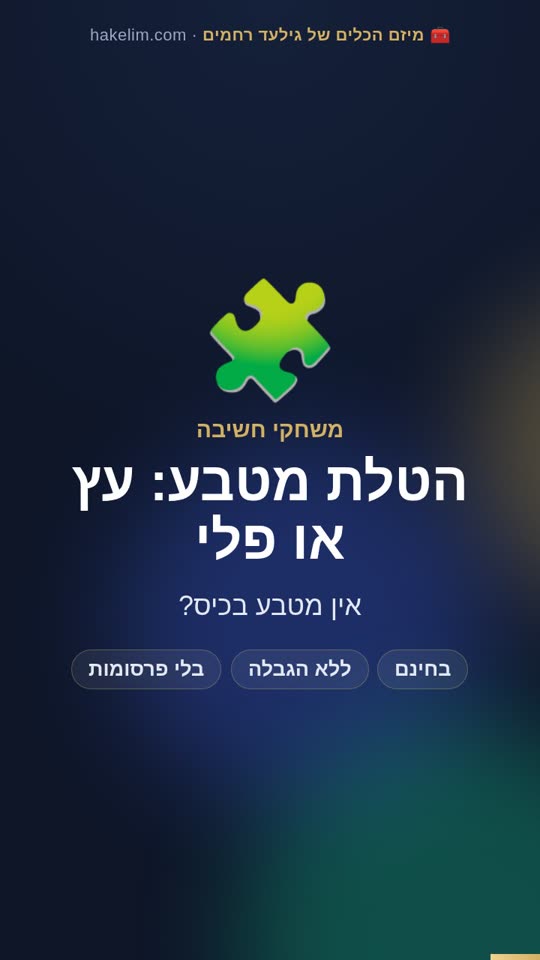 🧰 מיזם הכלים של גילעד רחמים · hakelim.com
משחקי חשיבה
הטלת מטבע: עץ
או פלי
אין מטבע בכיס?
בחינם
ללא הגבלה
בלי פרסומות